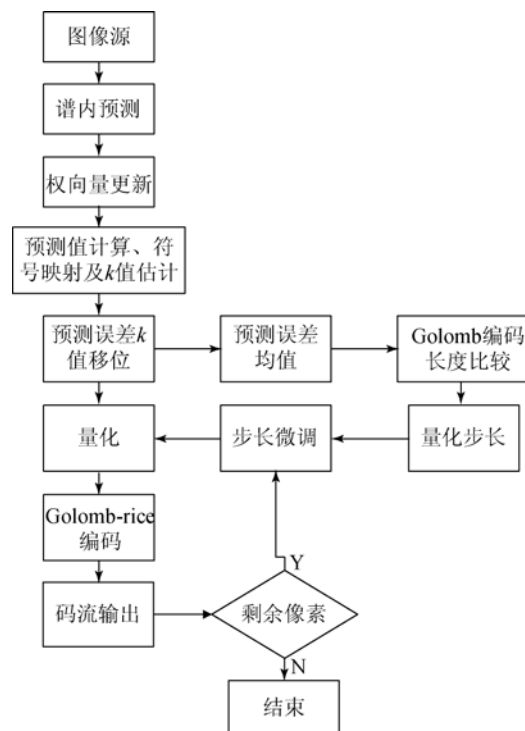 图像源
谱内预测
权向量更新
预测值计算、符
号映射及k值估计
预测误差k
值移位
预测误差
均值
Golomb编码
长度比较
量化
步长微调
量化步长
Golomb-rice
编码
Y
码流输出
剩余像素
N
结束